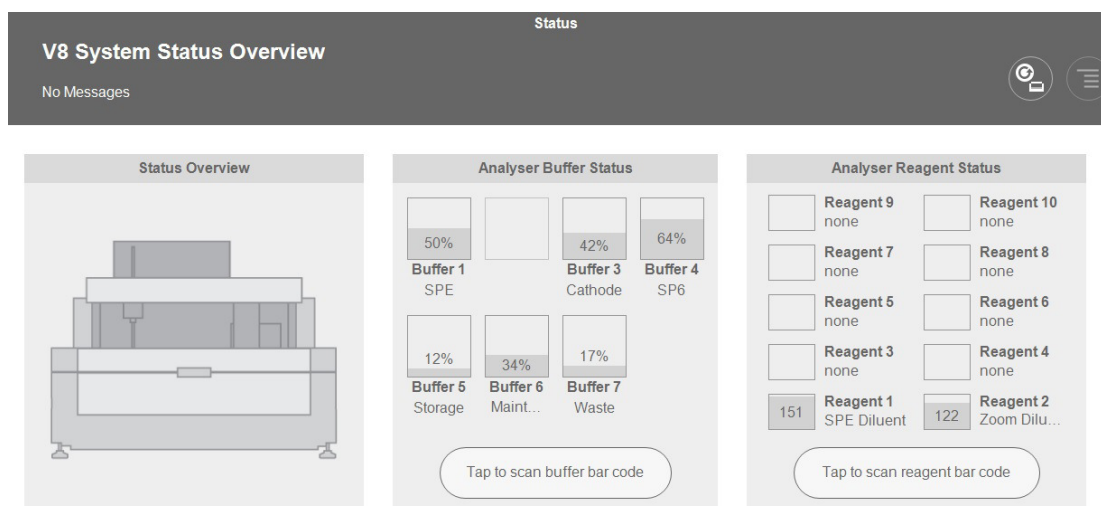 Status
V8 System Status Overview
No Messages
Status Overview
Analyser Buffer Status
50%
Buffer 1
SPE
42%
Buffer 3
Cathode
64%
Buffer 4
SP6
12%
Buffer 5
Storage
34%
Buffer 6
Maint...
17%
Buffer 7
Waste
Tap to scan buffer bar code
Analyser Reagent Status
Reagent 9
none
Reagent 10
none
Reagent 7
none
Reagent 8
none
Reagent 5
none
Reagent 6
none
Reagent 3
none
Reagent 4
none
151
Reagent 1
SPE Diluent
122
Reagent 2
Zoom Dilu...
Tap to scan reagent bar code